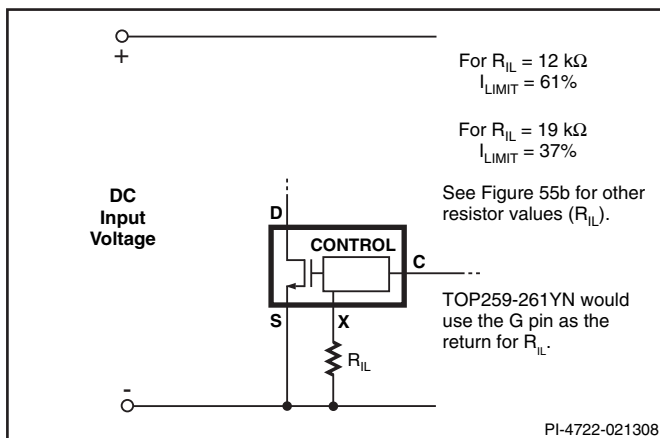 +
For R_IL = 12 kΩ
I_LIMIT = 61%
For R_IL = 19 kΩ
I_LIMIT = 37%
See Figure 55b for other
resistor values (R_IL).
DC
Input
Voltage
D
CONTROL
C
S
X
TOP259-261YN would
use the G pin as the
return for R_IL.
R_IL
-
PI-4722-021308